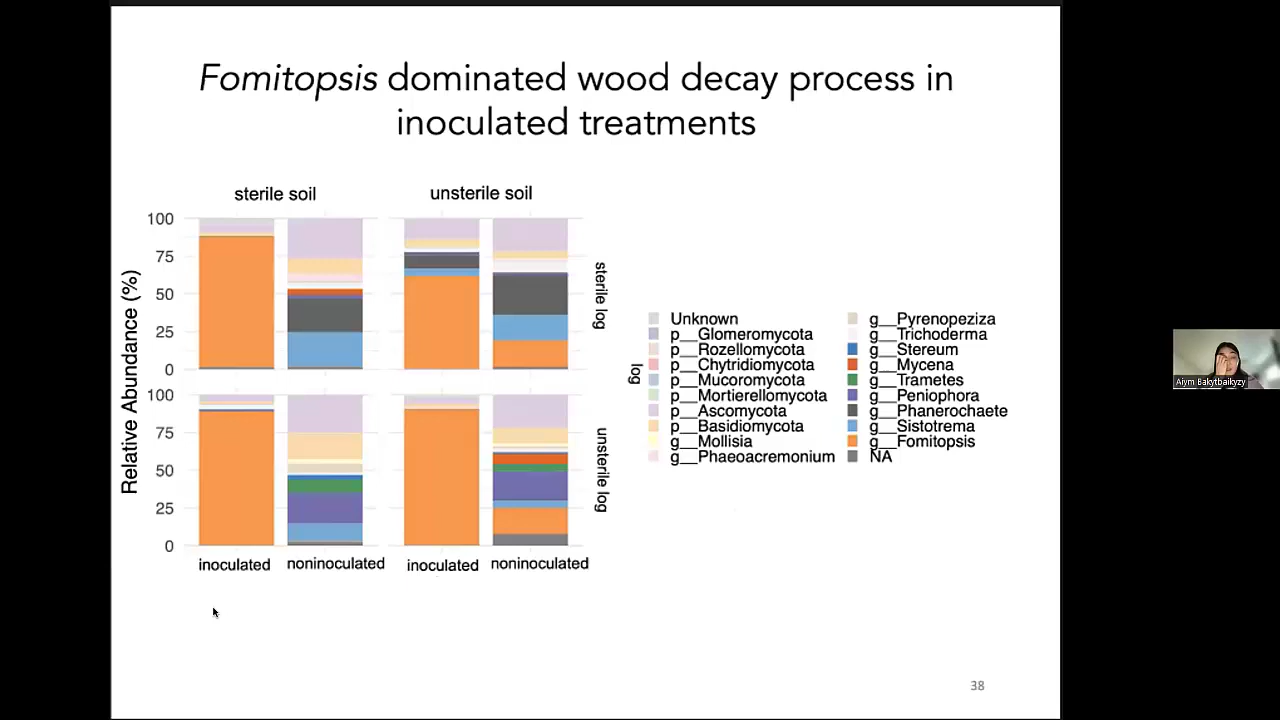 Fomitopsis dominated wood decay process in
inoculated treatments
sterile soil
unsterile soil
Relative Abundance (%)
100
75
50
25
0
sterile log
100
75
50
25
0
unsterile log
inoculated
noninoculated
inoculated
noninoculated
log
Unknown
p__Glomeromycota
p__Rozellomycota
p__Chytridiomycota
p__Mucoromycota
p__Mortierellomycota
p__Ascomycota
p__Basidiomycota
g__Mollisia
g__Phaeoacremonium
g__Pyrenopeziza
g__Trichoderma
g__Stereum
g__Mycena
g__Trametes
g__Peniophora
g__Phanerochaete
g__Sistotrema
g__Fomitopsis
NA
Aiym Bakytbaikyzy
38